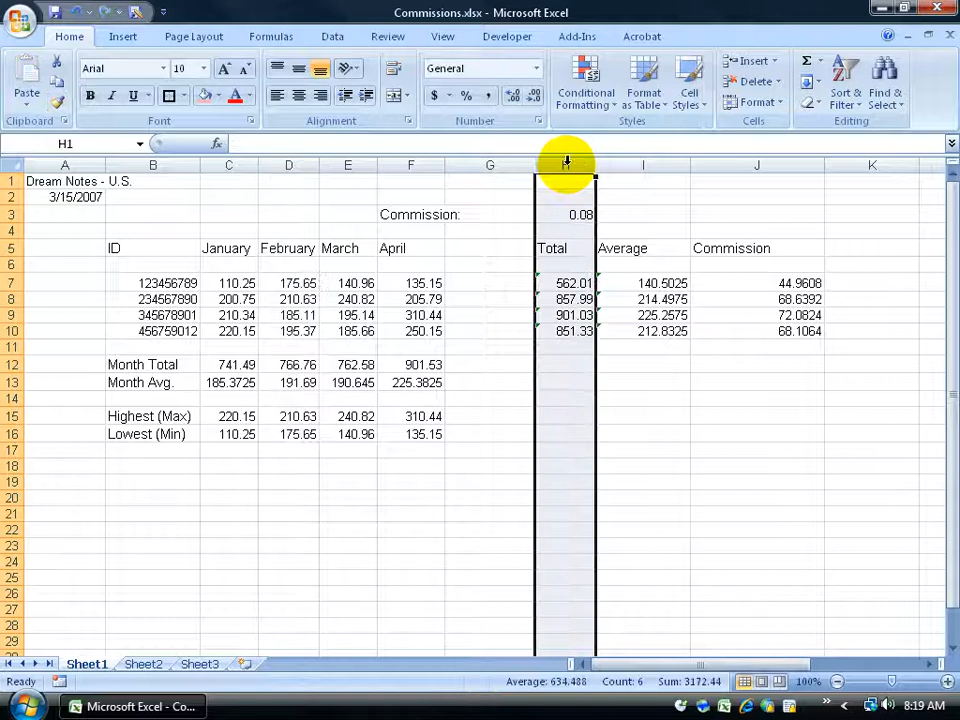 Commissions.xlsx - Microsoft Excel
Home Insert Page Layout Formulas Data Review View Developer Add-Ins Acrobat
Paste Arial 10 General Conditional Formatting Format as Table Cell Styles Insert Delete Format Sort & Filter Find & Select
Clipboard Font Alignment Number Styles Cells Editing
H1 fx
A B C D E F G H I J K
1 Dream Notes - U.S.
2 3/15/2007
3 Commission: 0.08
4
5 ID January February March April Total Average Commission
6
7 123456789 110.25 175.65 140.96 135.15 562.01 140.5025 44.9608
8 234567890 200.75 210.63 240.82 205.79 857.99 214.4975 68.6392
9 345678901 210.34 185.11 195.14 310.44 901.03 225.2575 72.0824
10 456759012 220.15 195.37 185.66 250.15 851.33 212.8325 68.1064
11
12 Month Total 741.49 766.76 762.58 901.53
13 Month Avg. 185.3725 191.69 190.645 225.3825
14
15 Highest (Max) 220.15 210.63 240.82 310.44
16 Lowest (Min) 110.25 175.65 140.96 135.15
17
18
19
20
21
22
23
24
25
26
27
28
29
Sheet1 Sheet2 Sheet3
Ready Average: 634.488 Count: 6 Sum: 3172.44 100%
Microsoft Excel - Co... 8:19 AM